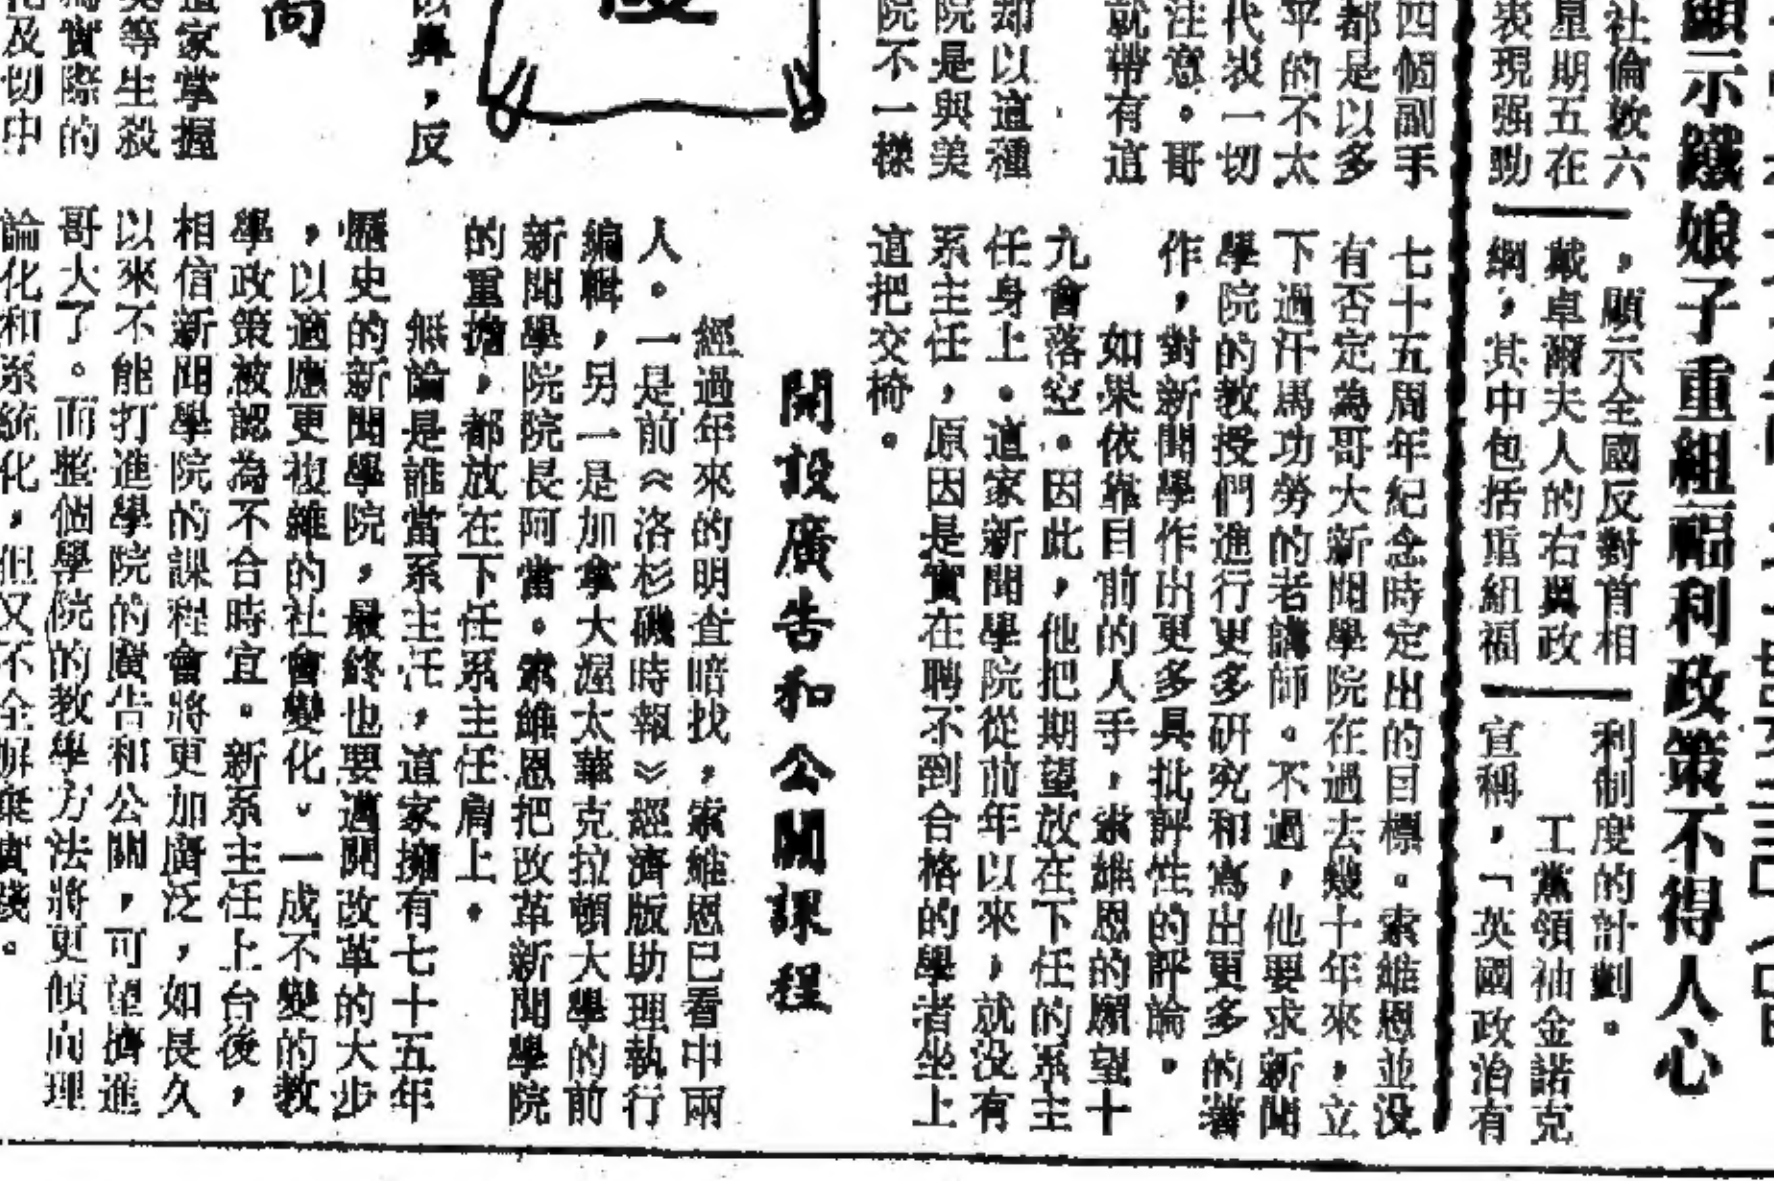 顯示鐵娘子重組福利政策不得人心
社倫敦六
星期五在
表現强勁
，顯示全國反對首相
戴卓爾夫人的右翼政
綱，其中包括重組福
利制度的計劃。
工黨領袖金諾克
宣稱，「英國政治有
四個副手
都是以多
平的不太
代表一切
注意。哥
就帶有這
却以這種
院是與美
院不一樣
七十五周年紀念時定出的目標。索維恩並没
有否定為哥大新聞學院在過去幾十年來，立
下過汗馬功勞的老講師。不過，他要求新聞
學院的教授們進行更多研究和寫出更多的著
作，對新聞學作出更多具批評性的評論。
如果依靠目前的人手，索維恩的願望十
九會落空。因此，他把期望放在下任的系主
任身上。這家新聞學院從前年以來，就没有
系主任，原因是實在聘不到合格的學者坐上
這把交椅。
開設廣告和公關課程
經過年來的明查暗找，索維恩已看中兩
人。一是前《洛杉磯時報》經濟版助理執行
編輯，另一是加拿大渥太華克拉頓大學的前
新聞學院院長阿當。索維恩把改革新聞學院
的重擔，都放在下任系主任肩上。
無論是誰當系主任，這家擁有七十五年
歷史的新聞學院，最終也要邁開改革的大步
，以適應更複雜的社會變化。一成不變的教
學政策被認為不合時宜。新系主任上台後，
相信新聞學院的課程會將更加廣泛，如長久
以來不能打進學院的廣告和公關，可望擠進
哥大了。而整個學院的教學方法將更傾向理
論化和系統化，但又不全解棄實踐。
，反
尚
這家掌握
等生殺
為實際的
及切中